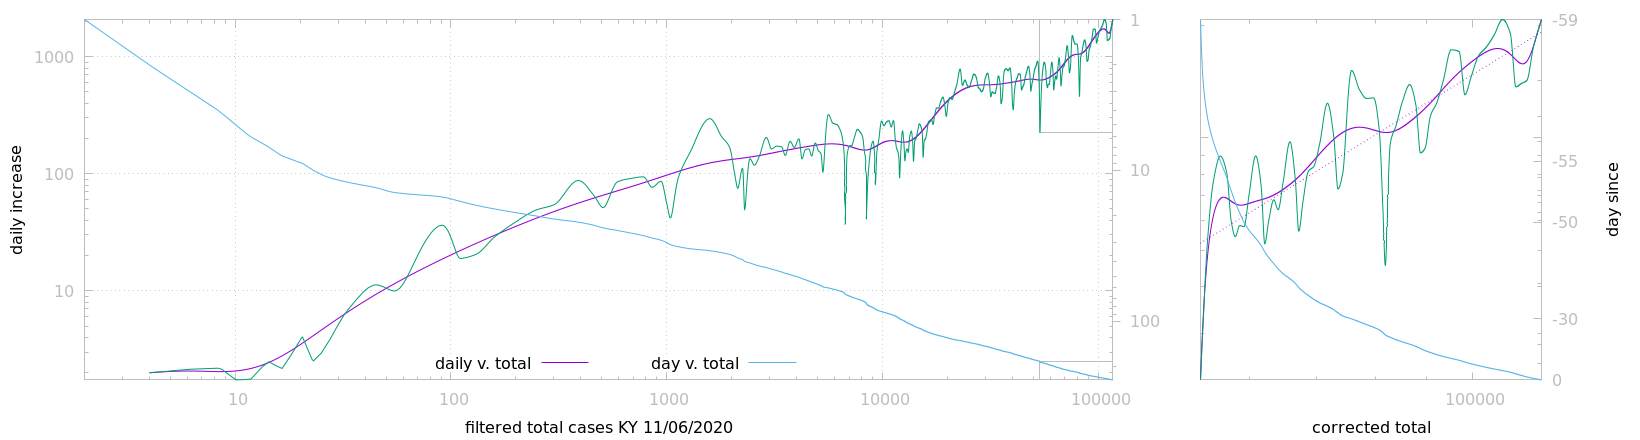 1000
100
10
daily increase
daily v. total
day v. total
10
100
1000
10000
100000
filtered total cases KY 11/06/2020
1
10
100
-59
-55
-50
-30
0
day since
100000
corrected total